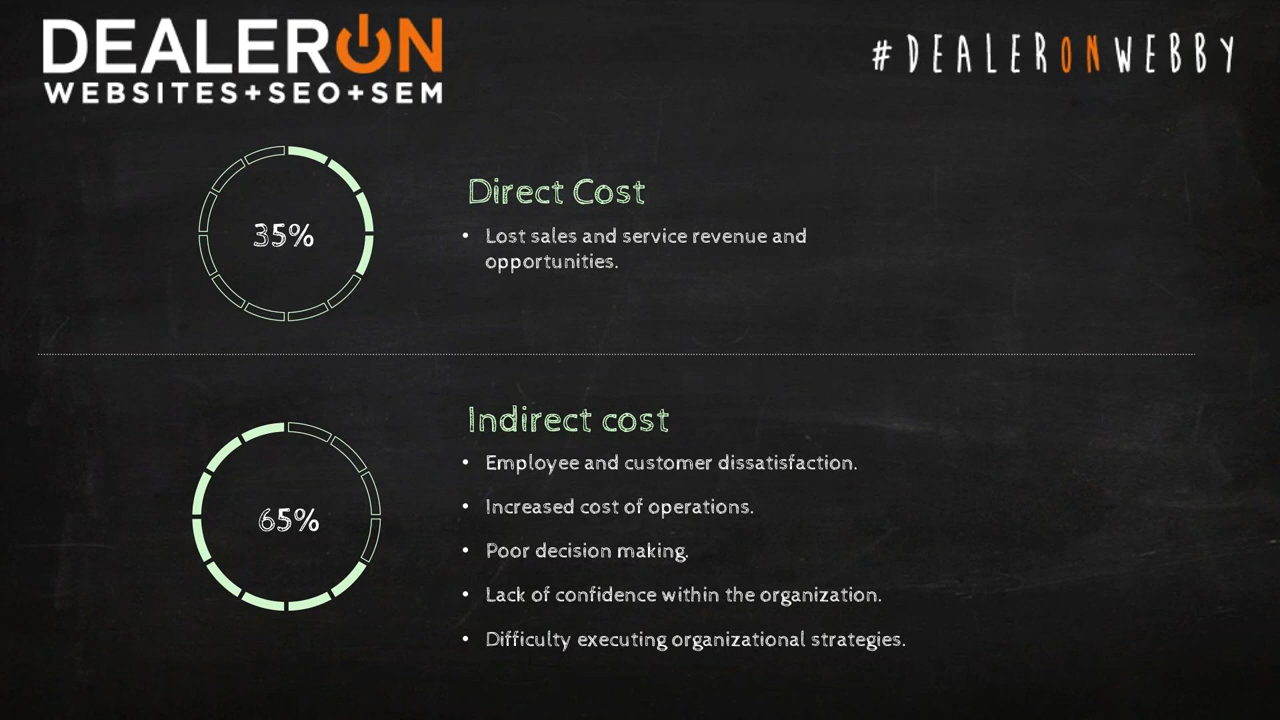 DEALERON
WEBSITES+SEO+SEM
#DEALERONWEBBY
35%
Direct Cost
• Lost sales and service revenue and
opportunities.
65%
Indirect cost
• Employee and customer dissatisfaction.
• Increased cost of operations.
• Poor decision making.
• Lack of confidence within the organization.
• Difficulty executing organizational strategies.